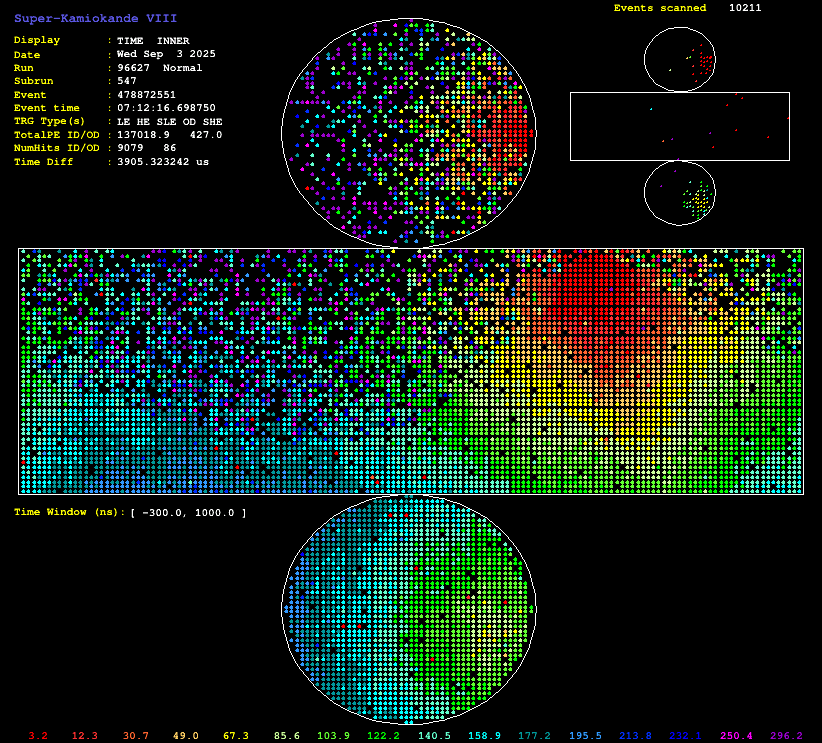 Super-Kamiokande VIII
Events scanned 10211
Display : TIME INNER
Date : Wed Sep 3 2025
Run : 96627 Normal
Subrun : 547
Event : 478872551
Event time : 07:12:16.698750
TRG Type(s) : LE HE SLE OD SHE
TotalPE ID/OD : 137018.9 427.0
NumHits ID/OD : 9079 86
Time Diff : 3905.323242 us
Time Window (ns): [ -300.0, 1000.0 ]
3.2 12.3 30.7 49.0 67.3 85.6 103.9 122.2 140.5 158.9 177.2 195.5 213.8 232.1 250.4 296.2